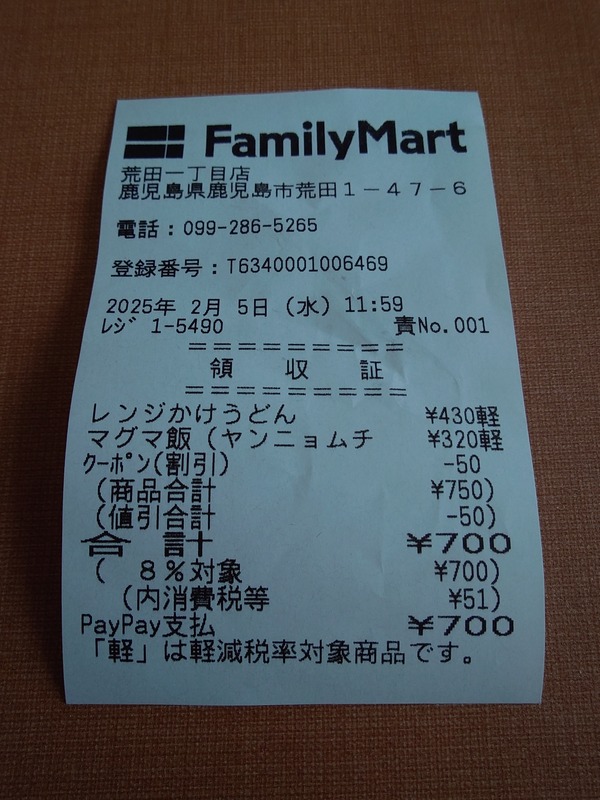 FamilyMart
荒田一丁目店
鹿児島県鹿児島市荒田１－４７－６
電話：099-286-5265
登録番号：T6340001006469
2025年 2月 5日（水）11:59
ﾚｼﾞ 1-5490 責No.001
＝＝＝＝＝＝＝＝＝
領 収 証
＝＝＝＝＝＝＝＝＝
レンジかけうどん ¥430軽
マグマ飯（ヤンニョムチ ¥320軽
ｸｰﾎﾟﾝ(割引) -50
(商品合計 ¥750)
(値引合計 -50)
合 計 ¥700
( ８％対象 ¥700)
(内消費税等 ¥51)
PayPay支払 ¥700
「軽」は軽減税率対象商品です。